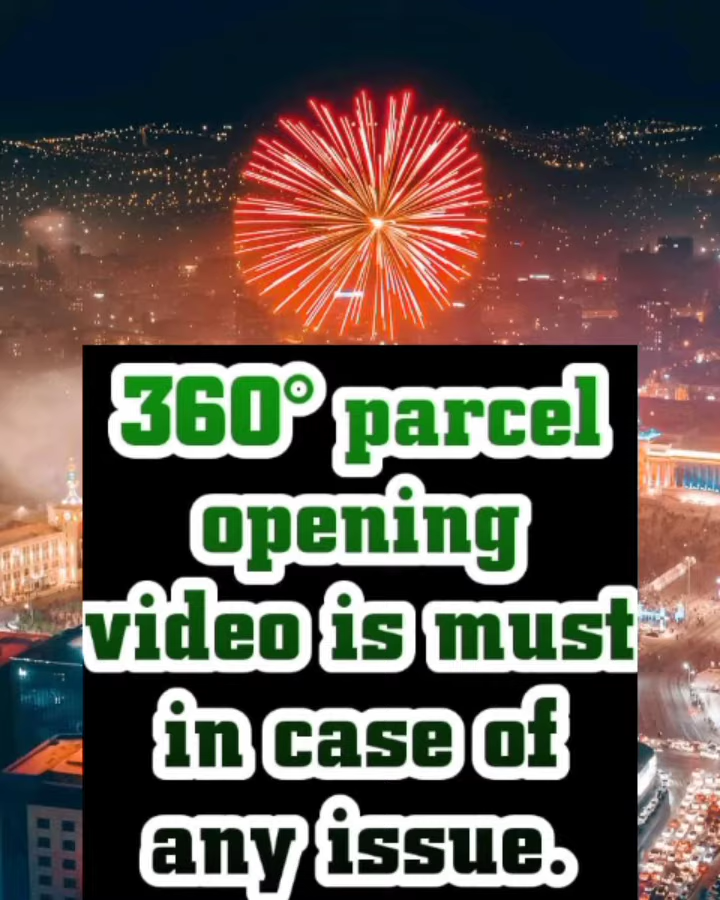 360° parcel
opening
video is must
in case of
any issue.